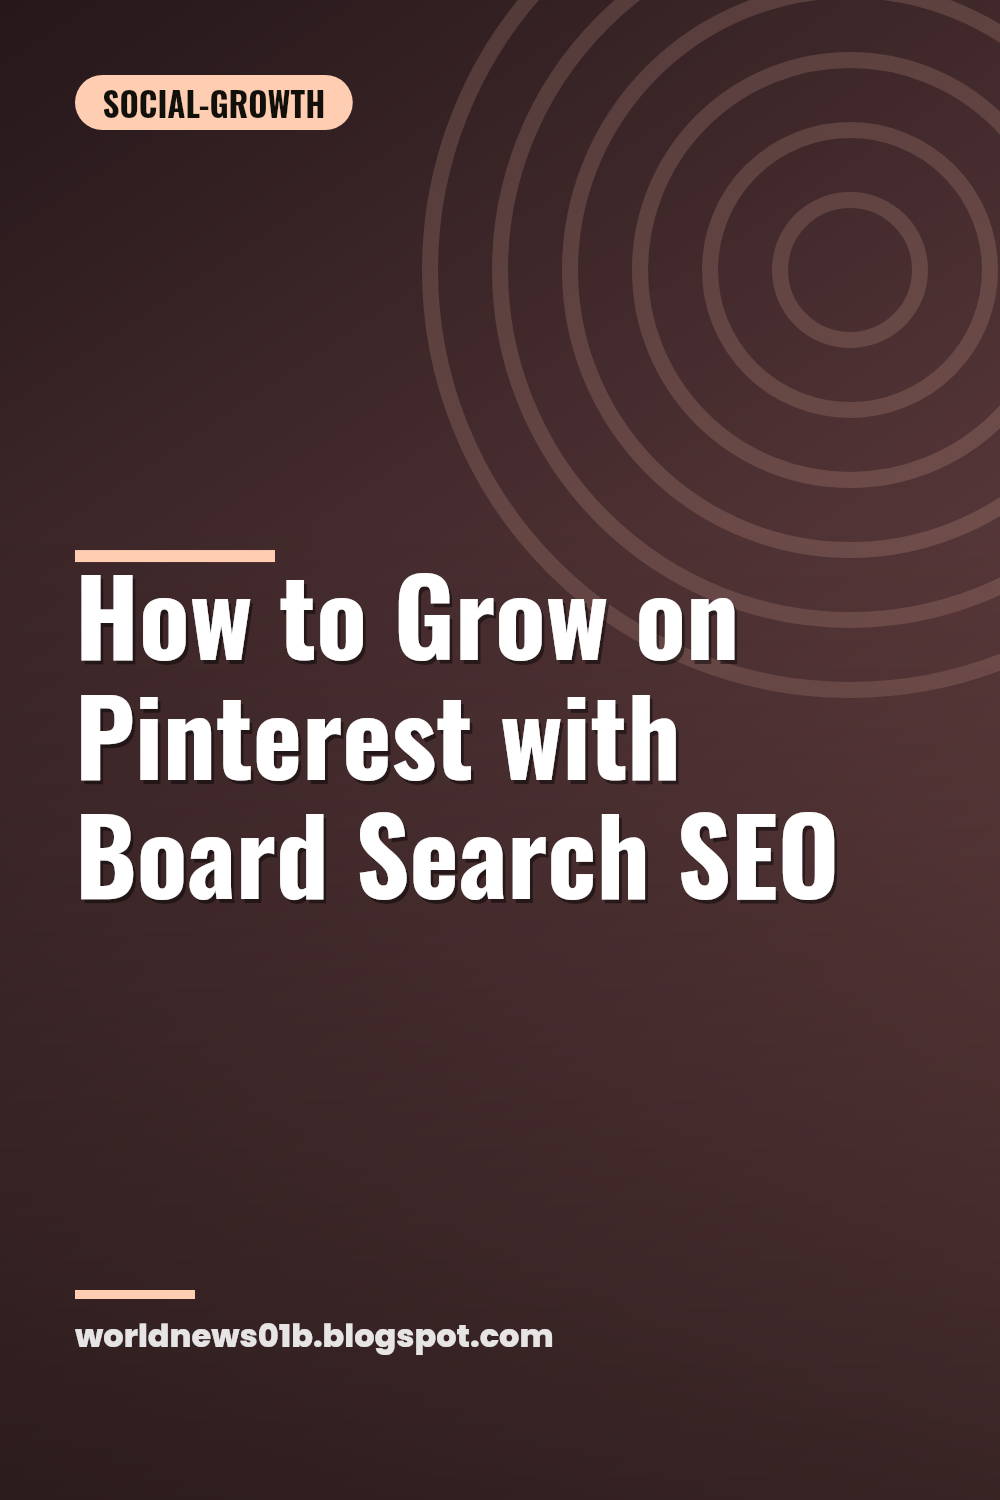 SOCIAL-GROWTH
How to Grow on
Pinterest with
Board Search SEO
worldnews01b.blogspot.com